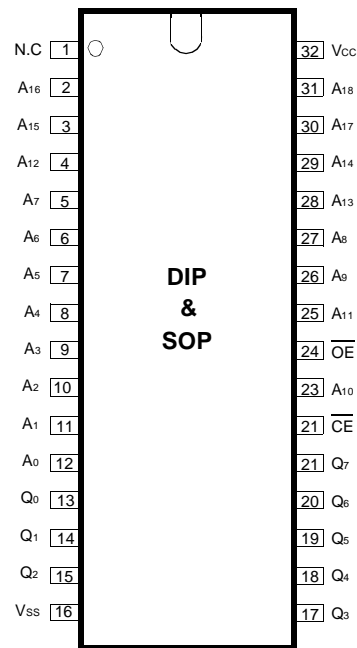 N.C 1 32 VCC
A16 2 31 A18
A15 3 30 A17
A12 4 29 A14
A7 5 28 A13
A6 6 27 A8
A5 7 26 A9
A4 8 25 A11
A3 9 24 OE
A2 10 23 A10
A1 11 21 CE
A0 12 21 Q7
Q0 13 20 Q6
Q1 14 19 Q5
Q2 15 18 Q4
VSS 16 17 Q3
DIP
&
SOP